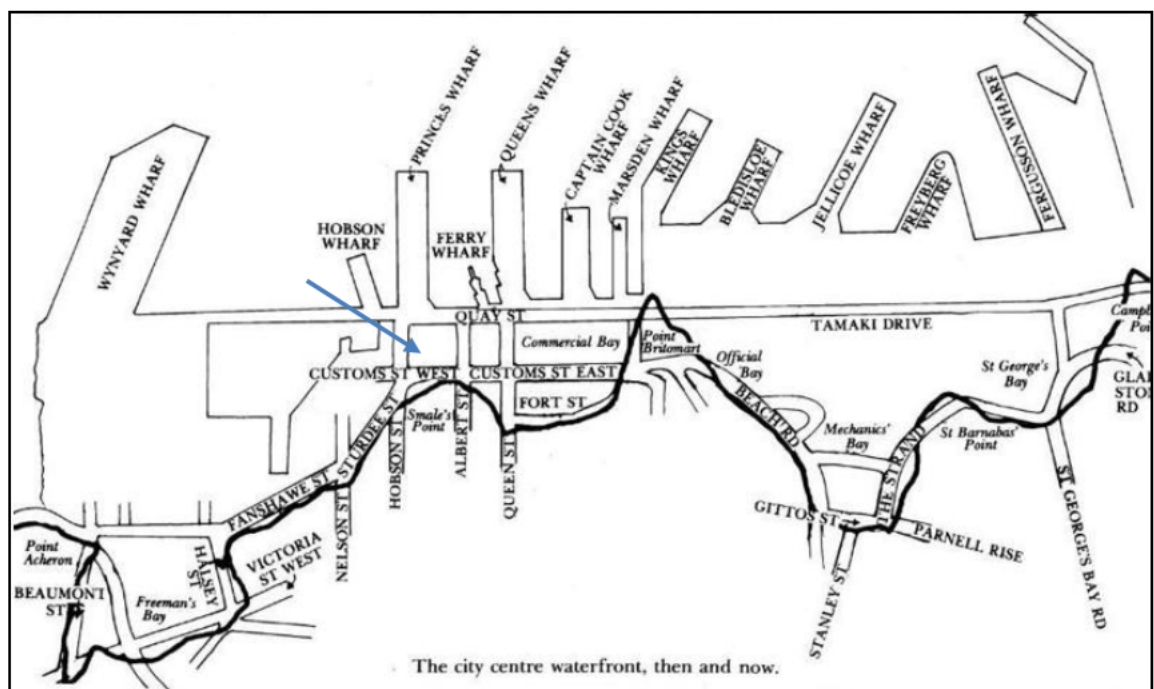 WYNYARD WHARF
HOBSON
WHARF
PRINCES WHARF
FERRY
WHARF
QUEENS WHARF
CAPTAIN COOK
WHARF
MARSDEN WHARF
KINGS
WHARF
BLEDISLOE
WHARF
JELLICOE WHARF
FREYBERG
WHARF
FERGUSSON WHARF
QUAY ST
TAMAKI DRIVE
Commercial Bay
Point
Britomart
Official
Bay
St George's
Bay
GITTOS ST
CUSTOMS ST WEST
CUSTOMS ST EAST
FORT ST
Smale's
Point
BEACH RD
Mechanics'
Bay
THE STRAND
St Barnabas'
Point
FANSHAWE ST
STURDEE ST
HOBSON ST
ALBERT ST
QUEEN ST
NELSON ST
VICTORIA
ST WEST
HALSEY
ST
Point
Acheron
BEAUMONT
ST
Freeman's
Bay
PARNELL RISE
STANLEY ST
ST GEORGE'S BAY RD
RD
The city centre waterfront, then and now.